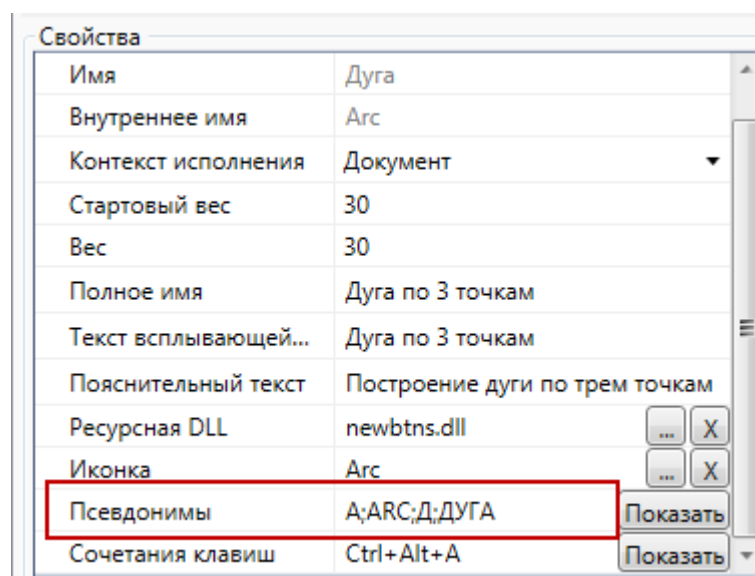 Свойства
Имя Дуга
Внутреннее имя Arc
Контекст исполнения Документ
Стартовый вес 30
Вес 30
Полное имя Дуга по 3 точкам
Текст всплывающей... Дуга по 3 точкам
Пояснительный текст Построение дуги по трем точкам
Ресурсная DLL newbtns.dll ... X
Иконка Arc ... X
Псевдонимы A;ARC;Д;ДУГА Показать
Сочетания клавиш Ctrl+Alt+A Показать